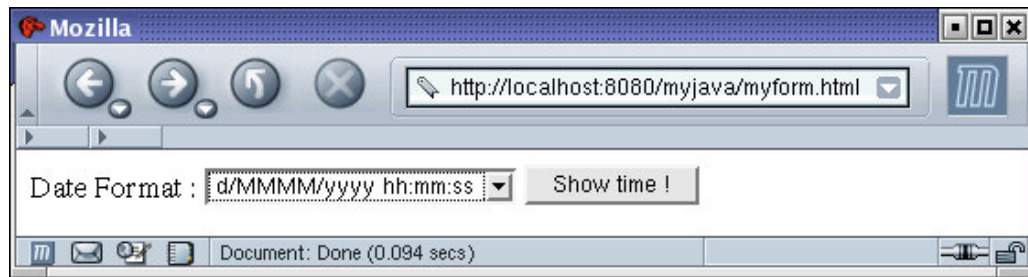 Mozilla
http://localhost:8080/myjava/myform.html
Date Format : d/MMMM/yyyy hh:mm:ss Show time !
Document: Done (0.094 secs)